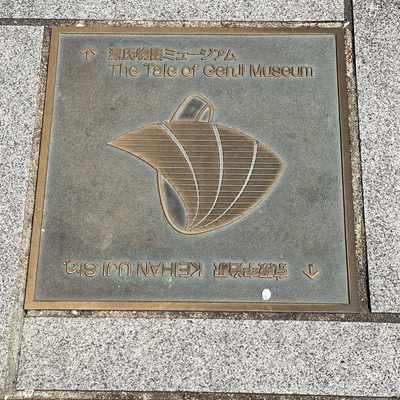 ↑ 源氏物語ミュージアム
The Tale of Genji Museum
↑ 京阪宇治駅 KEIHAN UJI Sta.